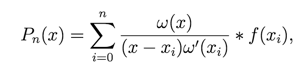 P_n(x) = \sum_{i=0}^{n} \frac{\omega(x)}{(x - x_i)\omega'(x_i)} * f(x_i),